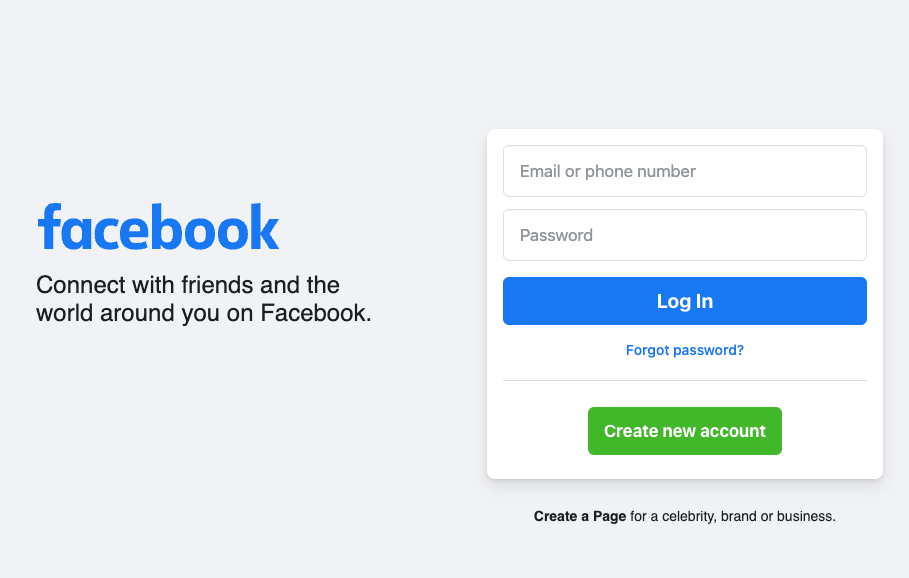 facebook
Connect with friends and the
world around you on Facebook.
Email or phone number
Password
Log In
Forgot password?
Create new account
Create a Page for a celebrity, brand or business.